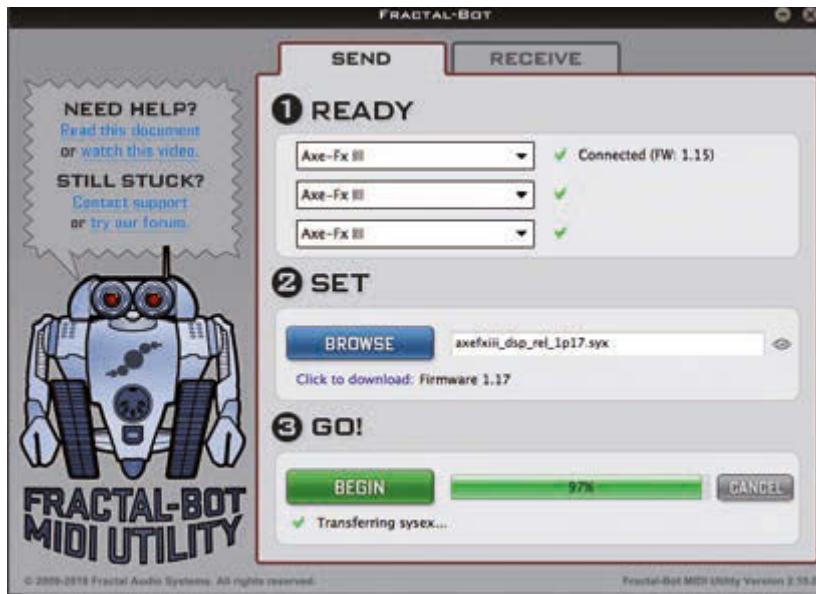 FRACTAL-BOT
SEND
RECEIVE
NEED HELP?
Read this document
or watch this video.
STILL STUCK?
Contact support
or try our forum.
1 READY
Axe-Fx III
Connected (FW: 1.15)
Axe-Fx III
Axe-Fx III
2 SET
BROWSE
axefxiii_dsp_rel_1p17.syx
Click to download: Firmware 1.17
3 GO!
BEGIN
97%
CANCEL
Transferring sysex...
FRACTAL-BOT
MIDI UTILITY
Fractal Audio Systems. All rights reserved.
Fractal-Bot MIDI Utility Version